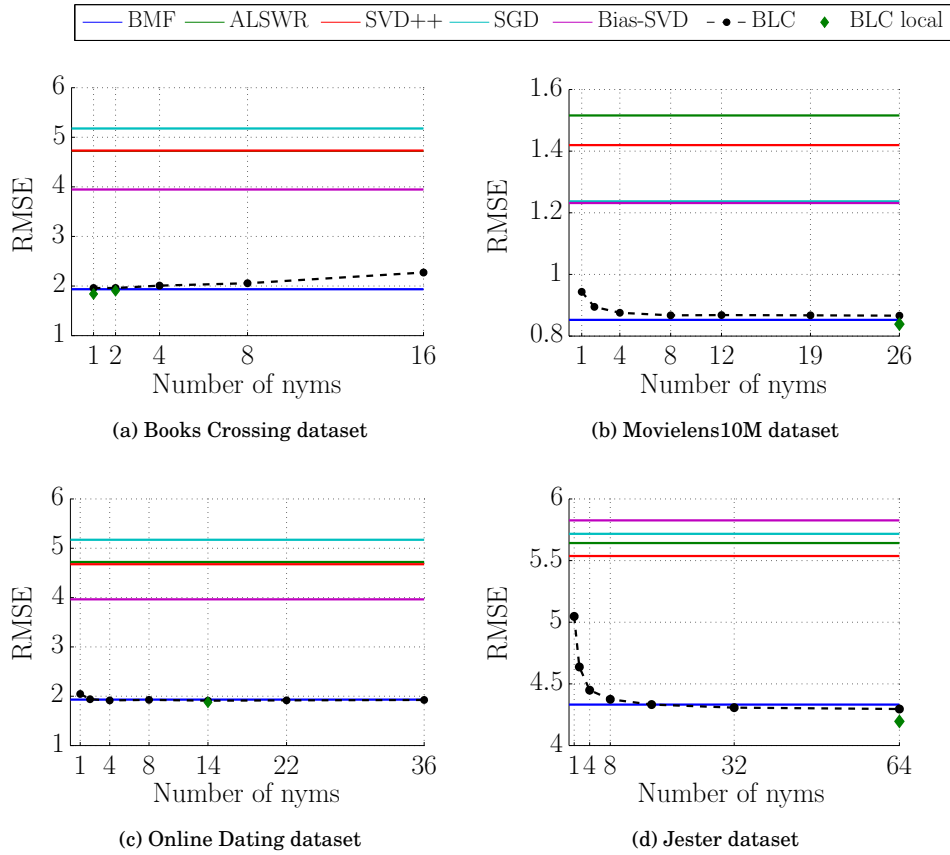 BMF ALSWR SVD++ SGD Bias-SVD BLC BLC local
6
5
4
3
2
1
RMSE
1 2 4 8 16
Number of nyms
(a) Books Crossing dataset
1.6
1.4
1.2
1
0.8
RMSE
1 4 8 12 19 26
Number of nyms
(b) Movielens10M dataset
6
5
4
3
2
1
RMSE
1 4 8 14 22 36
Number of nyms
(c) Online Dating dataset
6
5.5
5
4.5
4
RMSE
1 4 8 32 64
Number of nyms
(d) Jester dataset